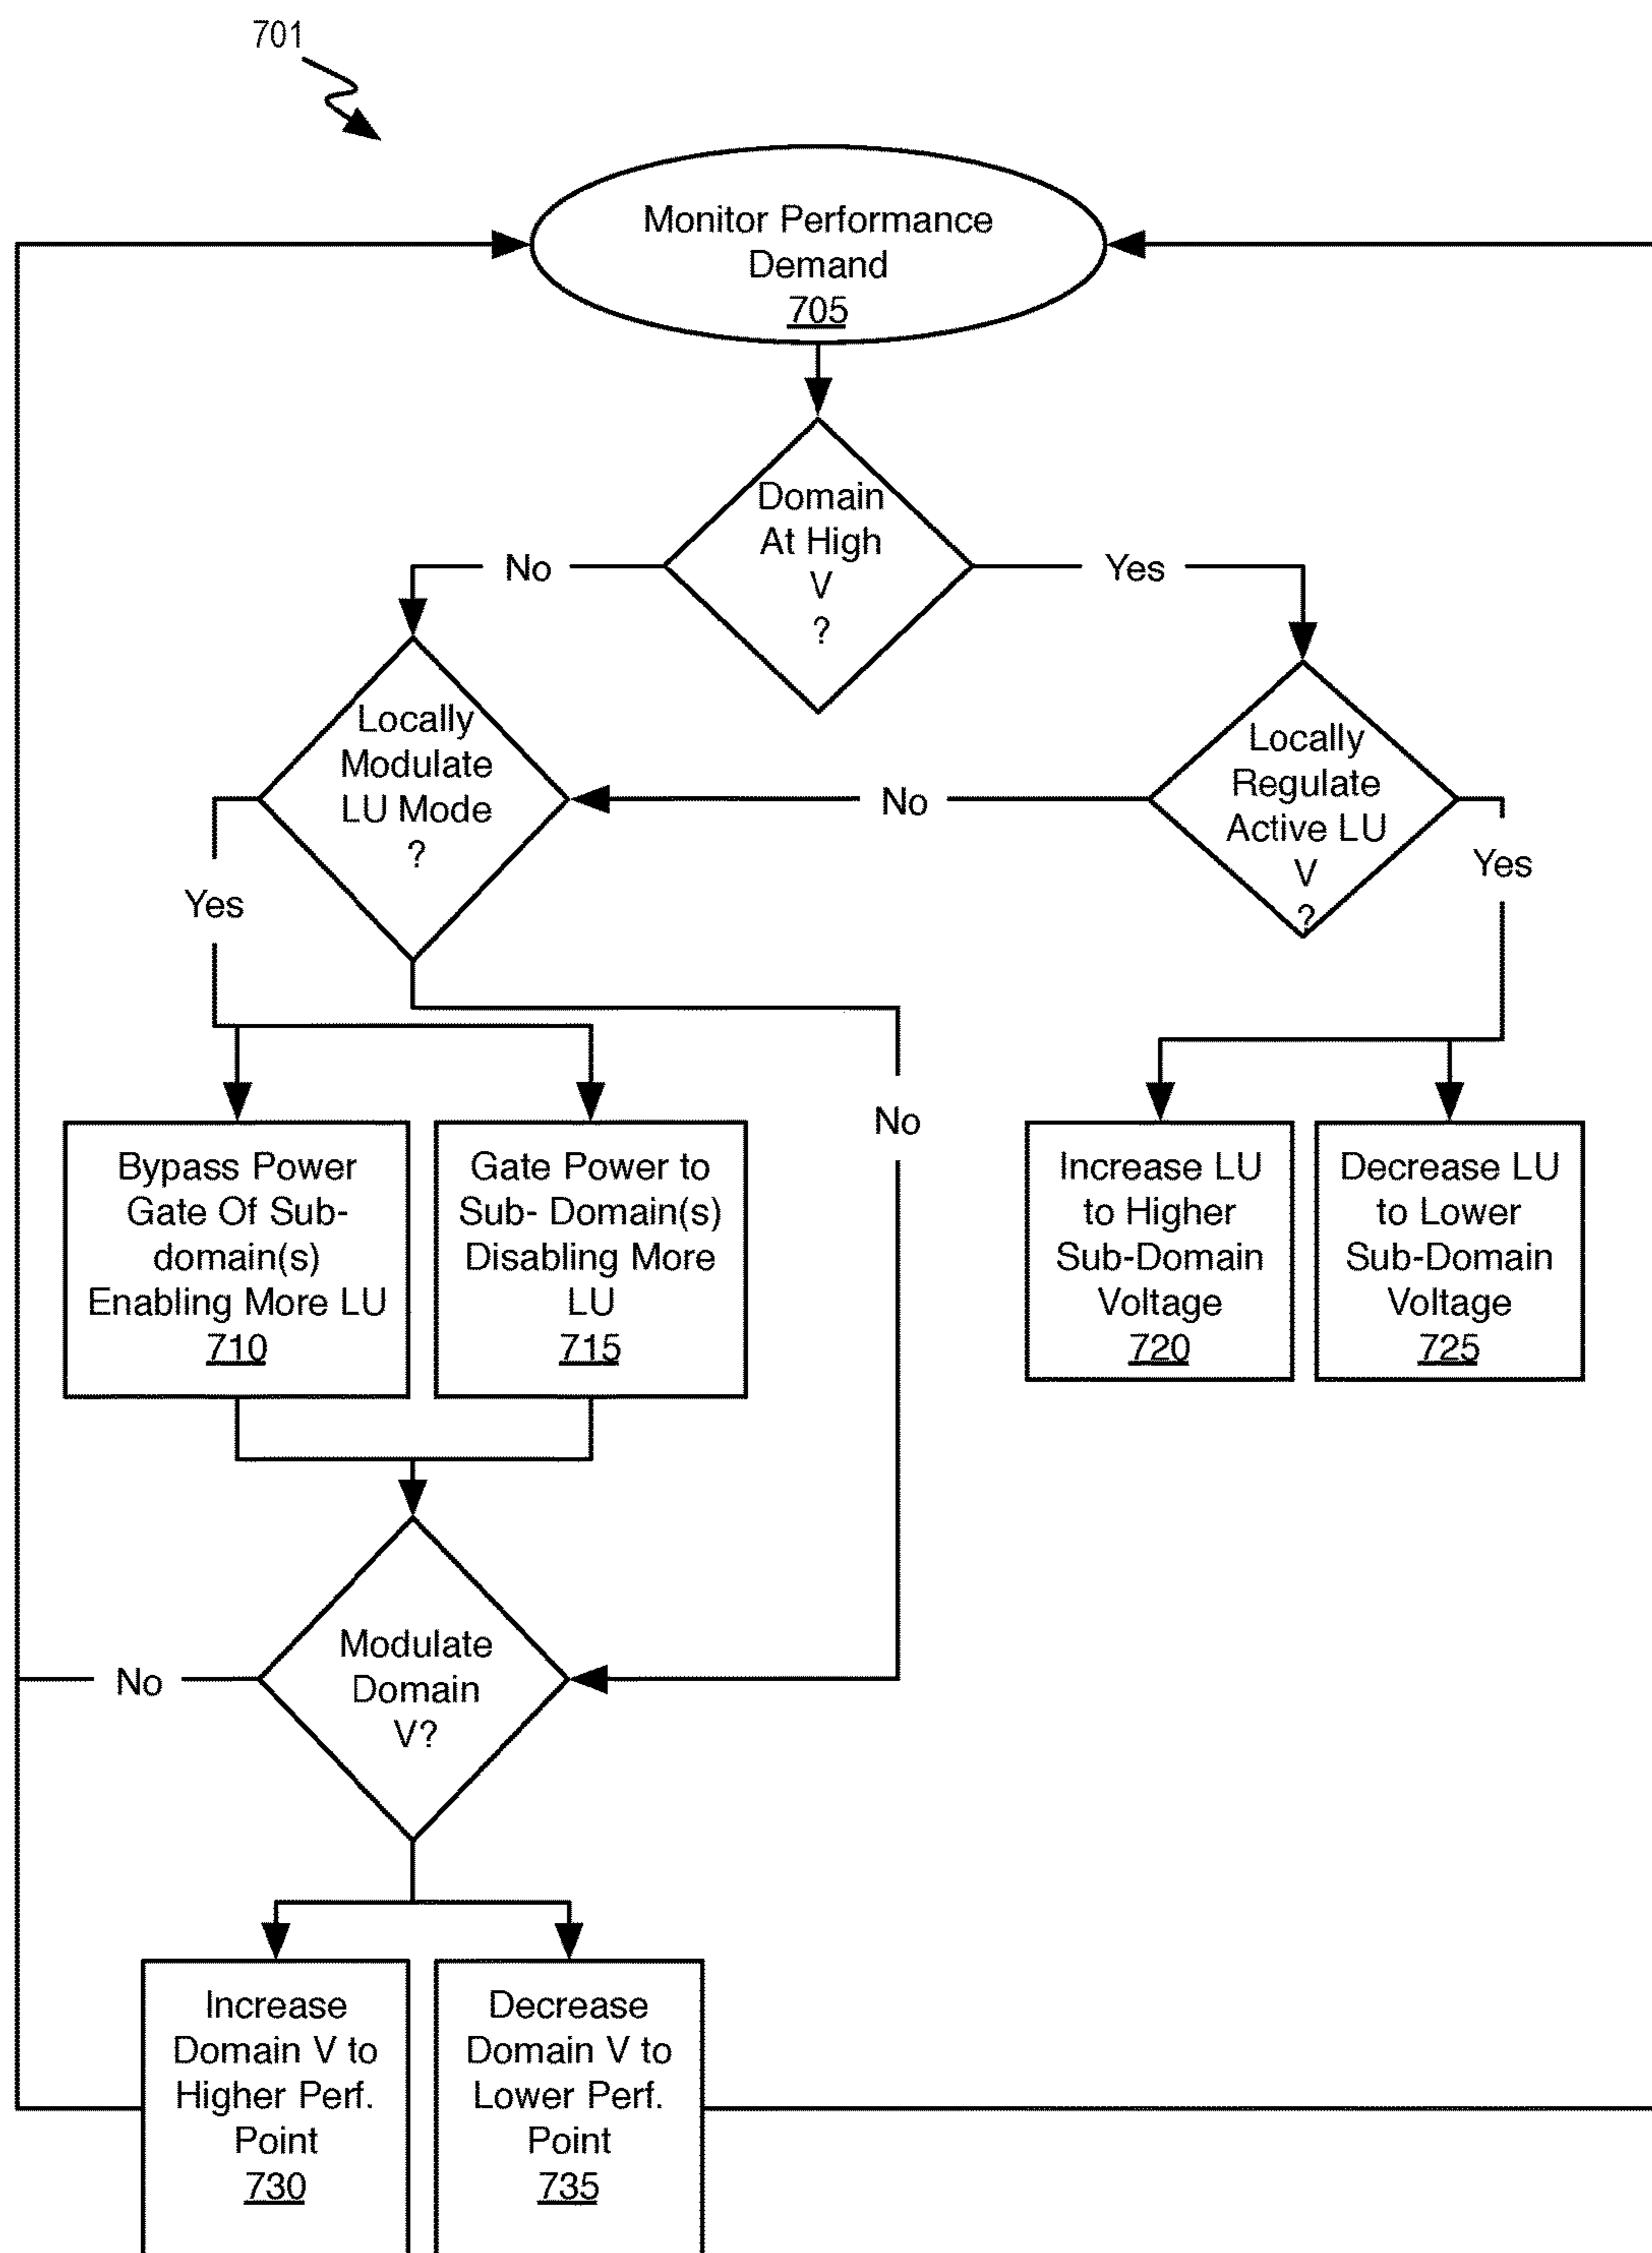 701
Monitor Performance
Demand
705
Domain
At High
V
?
No
Yes
Locally
Modulate
LU Mode
?
No
Locally
Regulate
Active LU
V
?
Yes
Yes
No
Bypass Power
Gate Of Sub-
domain(s)
Enabling More LU
710
Gate Power to
Sub- Domain(s)
Disabling More
LU
715
Increase LU
to Higher
Sub-Domain
Voltage
720
Decrease LU
to Lower
Sub-Domain
Voltage
725
Modulate
Domain
V?
No
Increase
Domain V to
Higher Perf.
Point
730
Decrease
Domain V to
Lower Perf.
Point
735